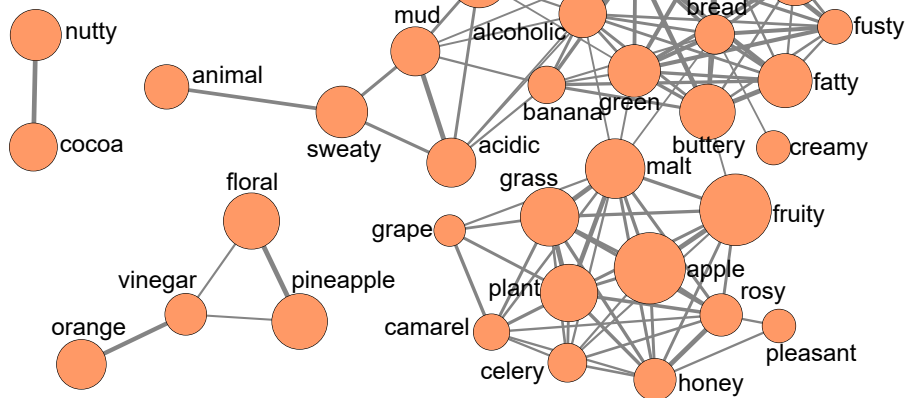 bread
mud
nutty
alcoholic
fusty
animal
fatty
banana
green
cocoa
sweaty
acidic
buttery
creamy
malt
grass
floral
grape
fruity
vinegar
pineapple
plant
apple
rosy
orange
camarel
pleasant
celery
honey